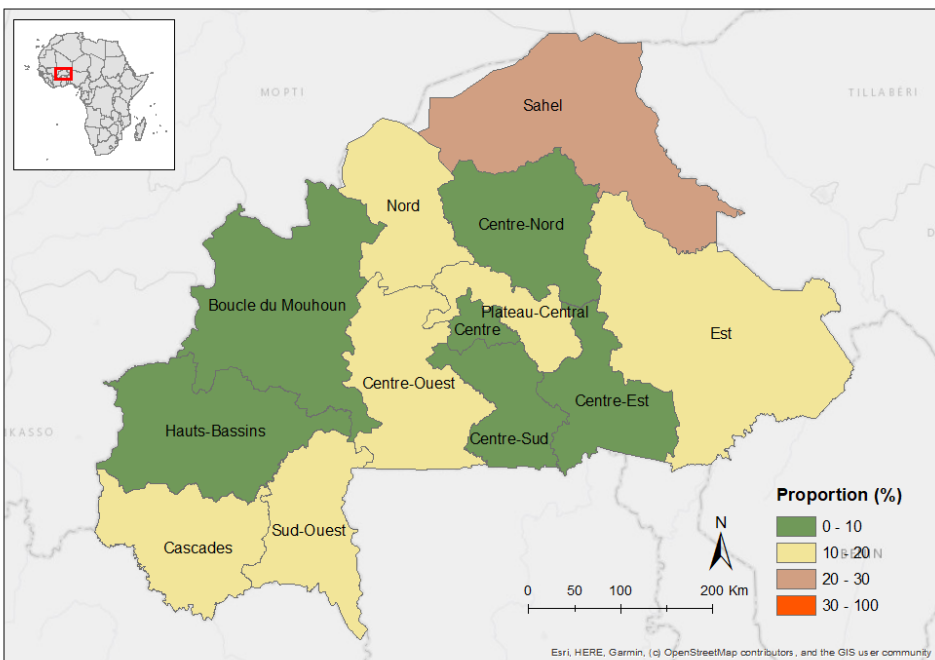 MOPTI
TILLABÉRI
Sahel
Nord
Centre-Nord
Boucle du Mouhoun
Plateau-Central
Centre
Est
Centre-Ouest
Centre-Est
Hauts-Bassins
Centre-Sud
IKASSO
Sud-Ouest
Cascades
N
0 50 100 200 Km
Proportion (%)
0 - 10
10 - 20
20 - 30
30 - 100
Esri, HERE, Garmin, (c) OpenStreetMap contributors, and the GIS user community